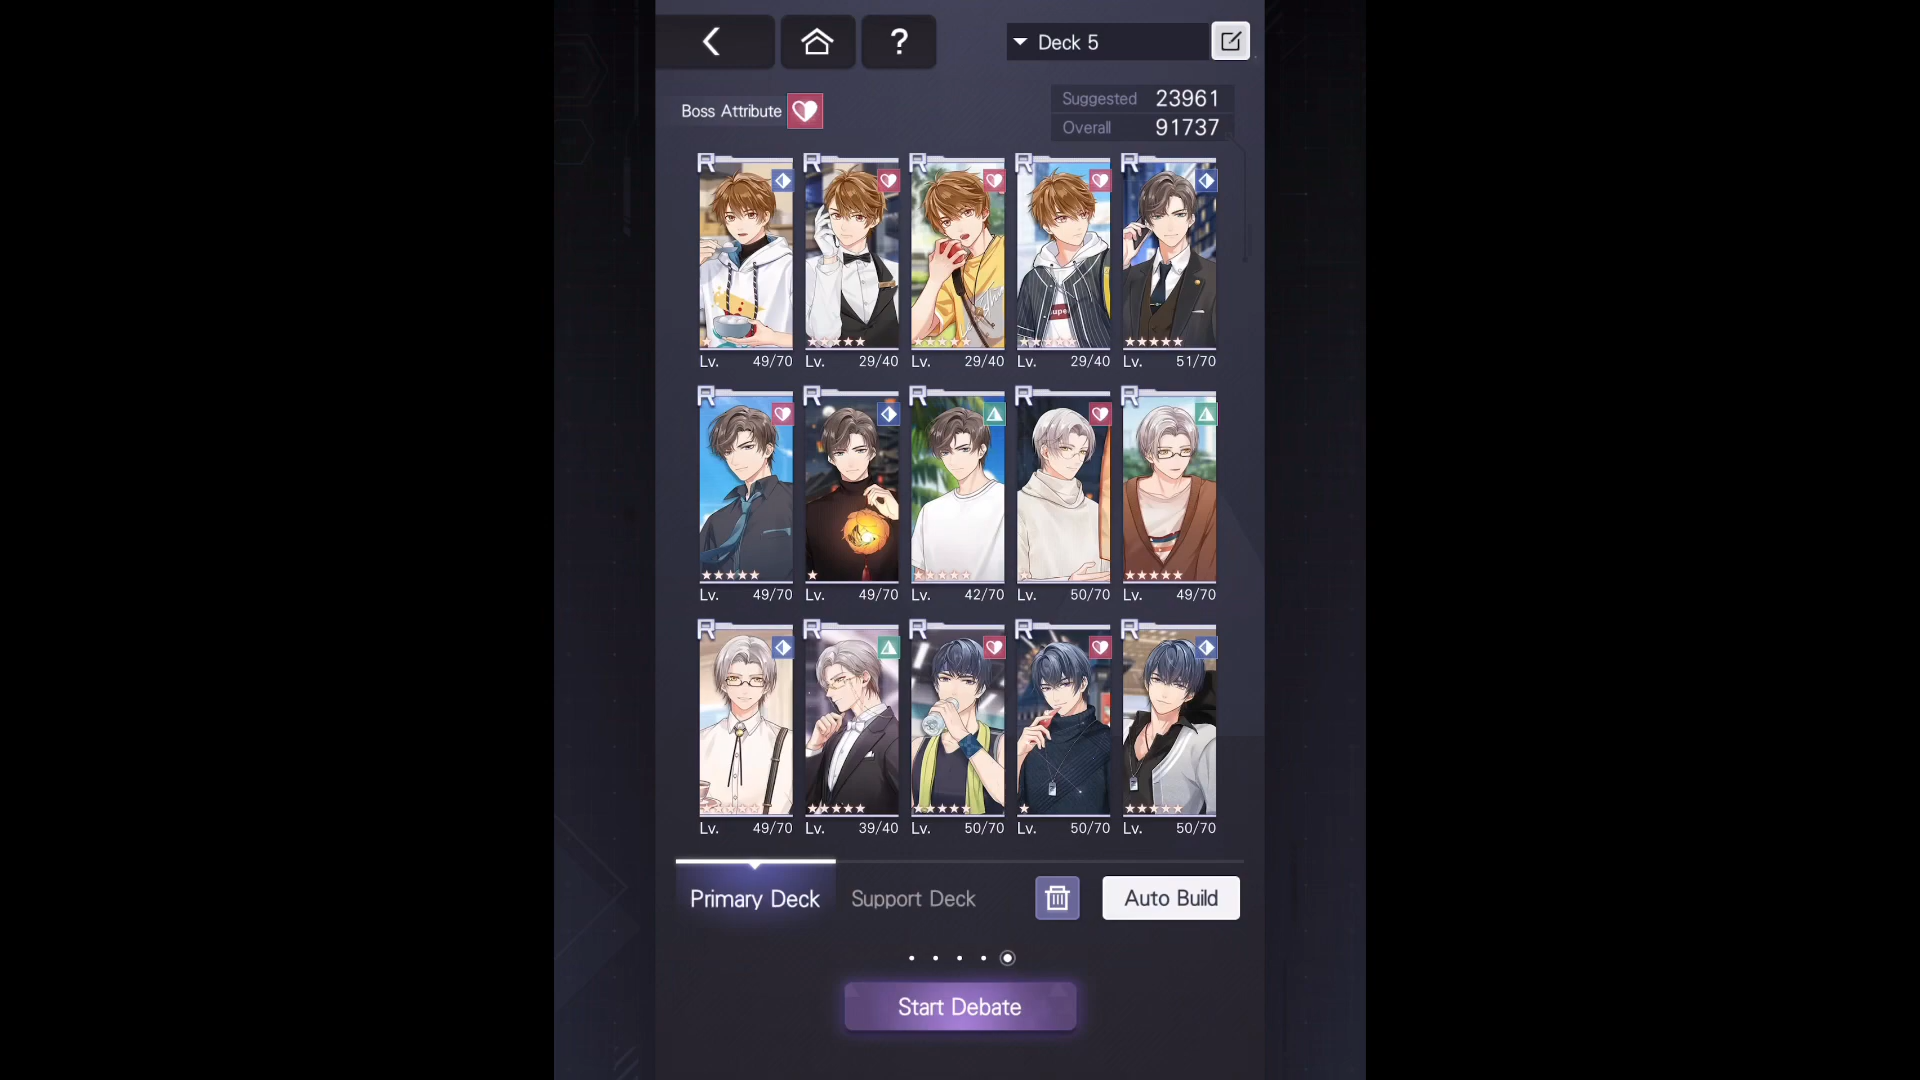 Deck 5
Boss Attribute
Suggested 23961
Overall 91737
R R R R R
Lv. 49/70 Lv. 29/40 Lv. 29/40 Lv. 29/40 Lv. 51/70
R R R R R
Lv. 49/70 Lv. 49/70 Lv. 42/70 Lv. 50/70 Lv. 49/70
R R R R R
Lv. 49/70 Lv. 39/40 Lv. 50/70 Lv. 50/70 Lv. 50/70
Primary Deck Support Deck Auto Build
Start Debate